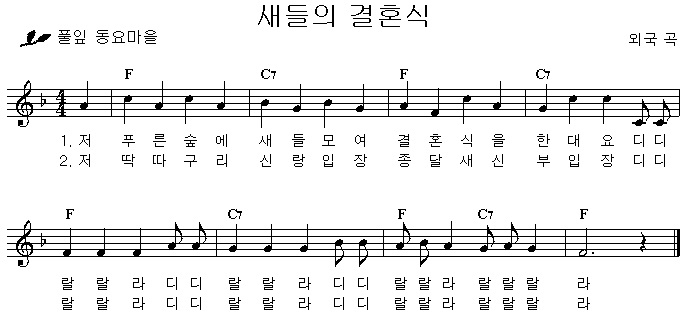 새들의 결혼식
풀잎 동요마을
외국 곡
F C7 F C7
4
4
1. 저 푸 른 숲 에 새 들 모 여 결 혼 식 을 한 대 요 디 디
2. 저 딱 따 구 리 신 랑 입 장 종 달 새 신 부 입 장 디 디
F C7 F C7 F
랄 랄 라 디 디 랄 랄 라 디 디 랄 랄 라 랄 랄 랄 라
랄 랄 라 디 디 랄 랄 라 디 디 랄 랄 라 랄 랄 랄 라